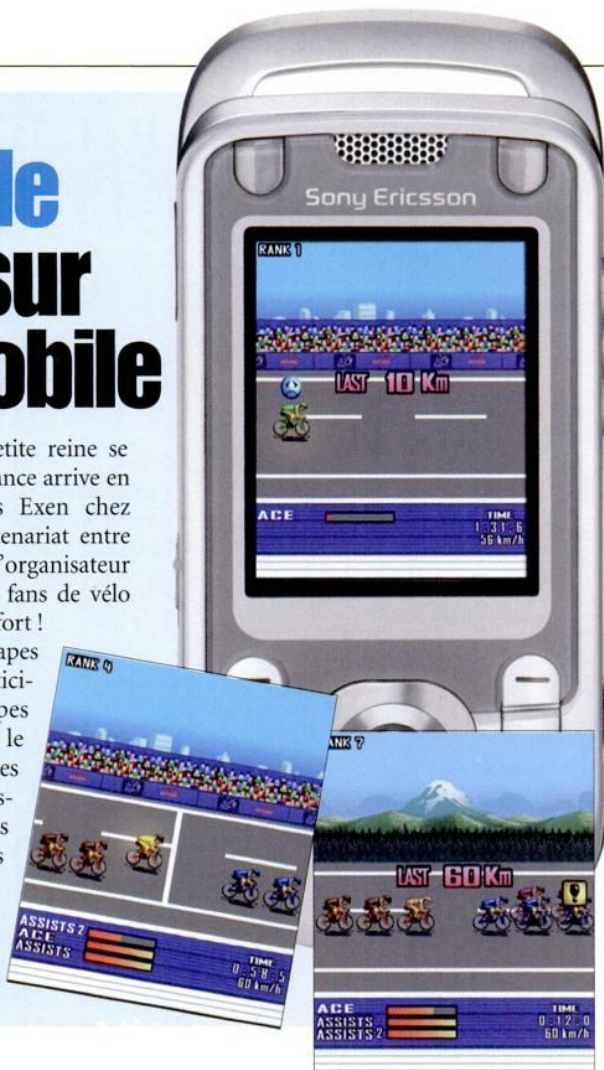 le
sur
obile
etite reine se
ance arrive en
s Exen chez
enariat entre
'organisateur
fans de vélo
fort !
apes
tici-
pes
le
es
s-
s
s
Sony Ericsson
RANK 1
LAST 10 Km
ACE
TIME
1:31:6
56 km/h
RANK 4
ASSISTS 2
ACE
ASSISTS
TIME
0:58:5
60 km/h
ANK 7
LAST 60 Km
!
ACE
ASSISTS
ASSISTS 2
TIME
0:12:0
60 km/h